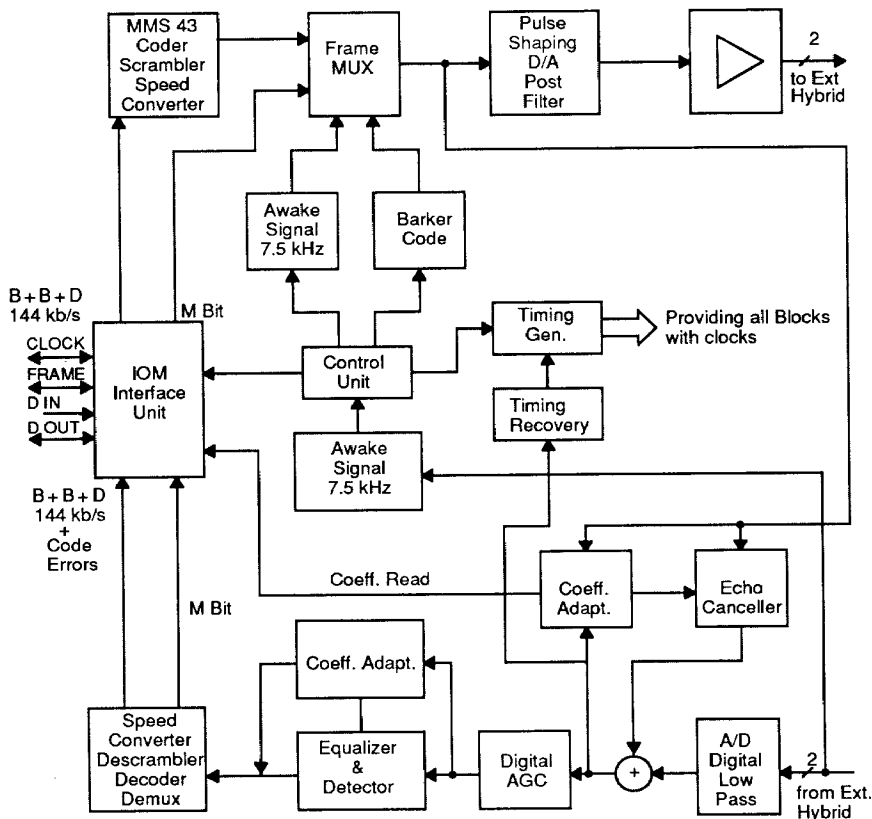 MMS 43
Coder
Scrambler
Speed
Converter
Frame
MUX
Pulse
Shaping
D/A
Post
Filter
2
to Ext
Hybrid
Awake
Signal
7.5 kHz
Barker
Code
B + B + D
144 kb/s
M Bit
CLOCK
FRAME
D IN
D OUT
IOM
Interface
Unit
Control
Unit
Timing
Gen.
Providing all Blocks
with clocks
Timing
Recovery
Awake
Signal
7.5 kHz
B + B + D
144 kb/s
+
Code
Errors
M Bit
Coeff. Read
Coeff.
Adapt.
Echo
Canceller
Coeff. Adapt.
Speed
Converter
Descrambler
Decoder
Demux
Equalizer
&
Detector
Digital
AGC
+
A/D
Digital
Low
Pass
2
from Ext.
Hybrid